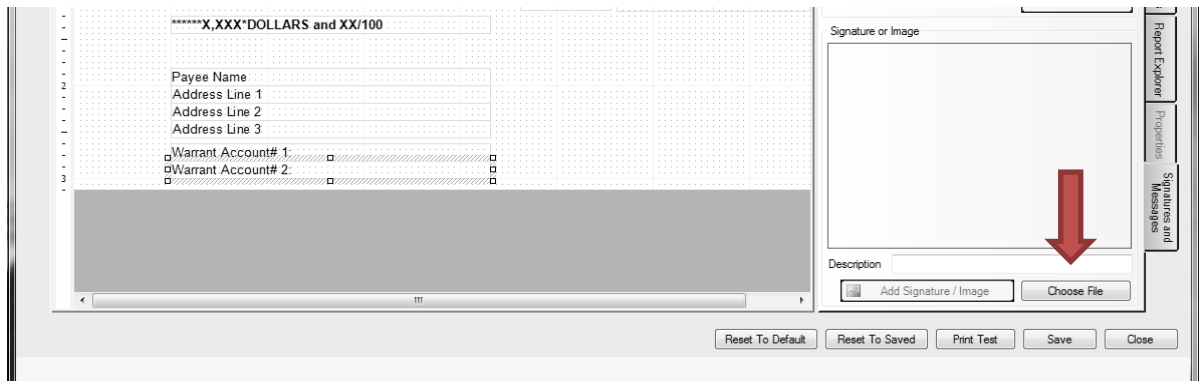 ******X,XXX*DOLLARS and XX/100
2
Payee Name
Address Line 1
Address Line 2
Address Line 3
Warrant Account# 1:
Warrant Account# 2:
3
Signature or Image
Description
Add Signature / Image
Choose File
Report Explorer
Properties
Signatures and
Messages
Reset To Default
Reset To Saved
Print Test
Save
Close